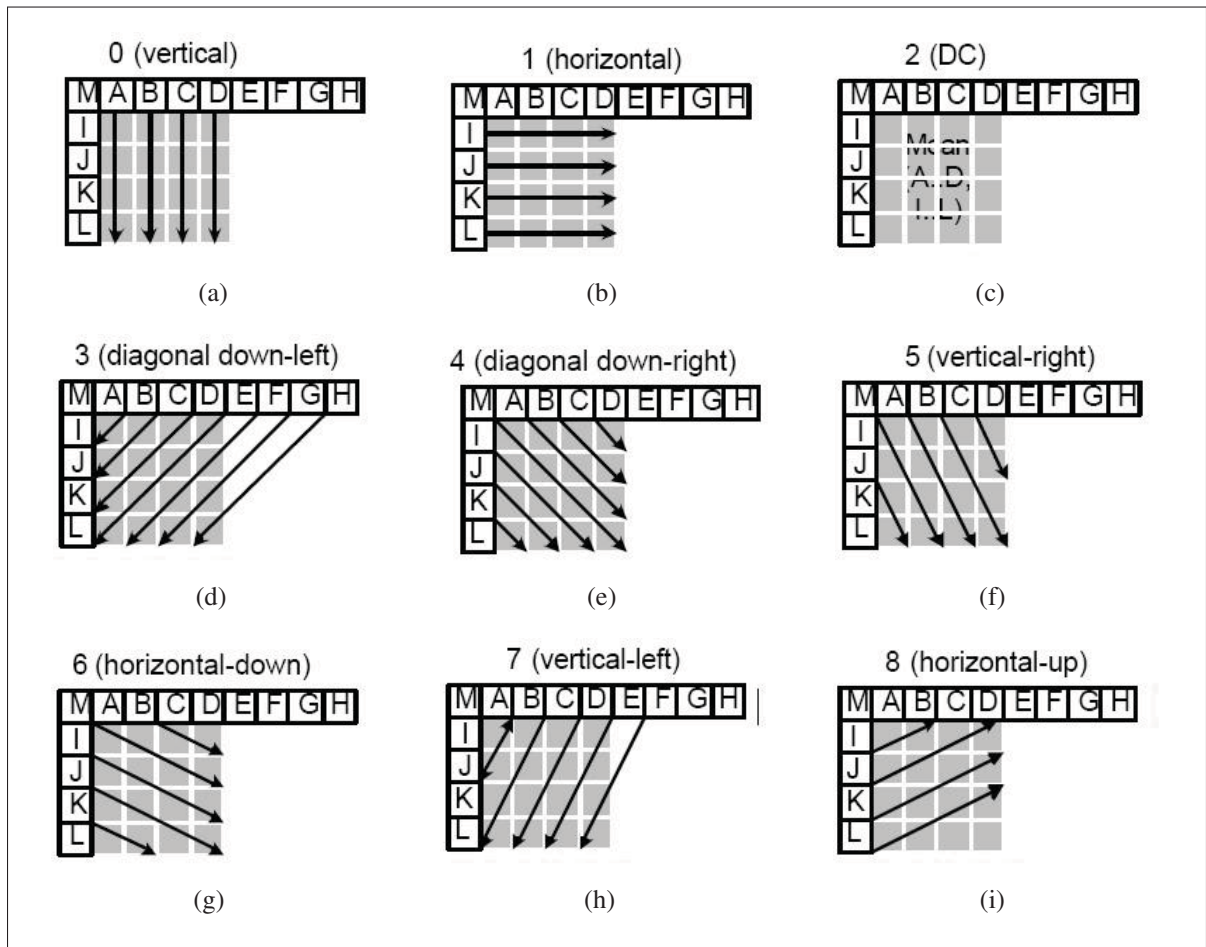 0 (vertical)
M A B C D E F G H
I
J
K
L
(a)
1 (horizontal)
M A B C D E F G H
I
J
K
L
(b)
2 (DC)
M A B C D E F G H
I
J
K
L
Mean
(A..D,
I..L)
(c)
3 (diagonal down-left)
M A B C D E F G H
I
J
K
L
(d)
4 (diagonal down-right)
M A B C D E F G H
I
J
K
L
(e)
5 (vertical-right)
M A B C D E F G H
I
J
K
L
(f)
6 (horizontal-down)
M A B C D E F G H
I
J
K
L
(g)
7 (vertical-left)
M A B C D E F G H
I
J
K
L
(h)
8 (horizontal-up)
M A B C D E F G H
I
J
K
L
(i)